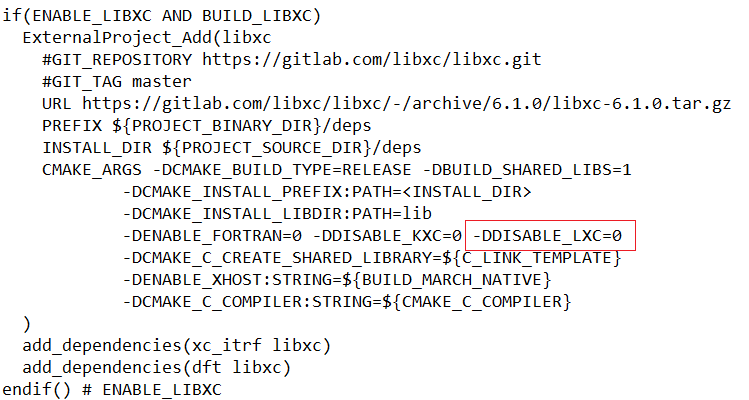 if(ENABLE_LIBXC AND BUILD_LIBXC)
  ExternalProject_Add(libxc
    #GIT_REPOSITORY https://gitlab.com/libxc/libxc.git
    #GIT_TAG master
    URL https://gitlab.com/libxc/libxc/-/archive/6.1.0/libxc-6.1.0.tar.gz
    PREFIX ${PROJECT_BINARY_DIR}/deps
    INSTALL_DIR ${PROJECT_SOURCE_DIR}/deps
    CMAKE_ARGS -DCMAKE_BUILD_TYPE=RELEASE -DBUILD_SHARED_LIBS=1
            -DCMAKE_INSTALL_PREFIX:PATH=<INSTALL_DIR>
            -DCMAKE_INSTALL_LIBDIR:PATH=lib
            -DENABLE_FORTRAN=0 -DDISABLE_KXC=0 -DDISABLE_LXC=0
            -DCMAKE_C_CREATE_SHARED_LIBRARY=${C_LINK_TEMPLATE}
            -DENABLE_XHOST:STRING=${BUILD_MARCH_NATIVE}
            -DCMAKE_C_COMPILER:STRING=${CMAKE_C_COMPILER}
  )
  add_dependencies(xc_itrf libxc)
  add_dependencies(dft libxc)
endif() # ENABLE_LIBXC